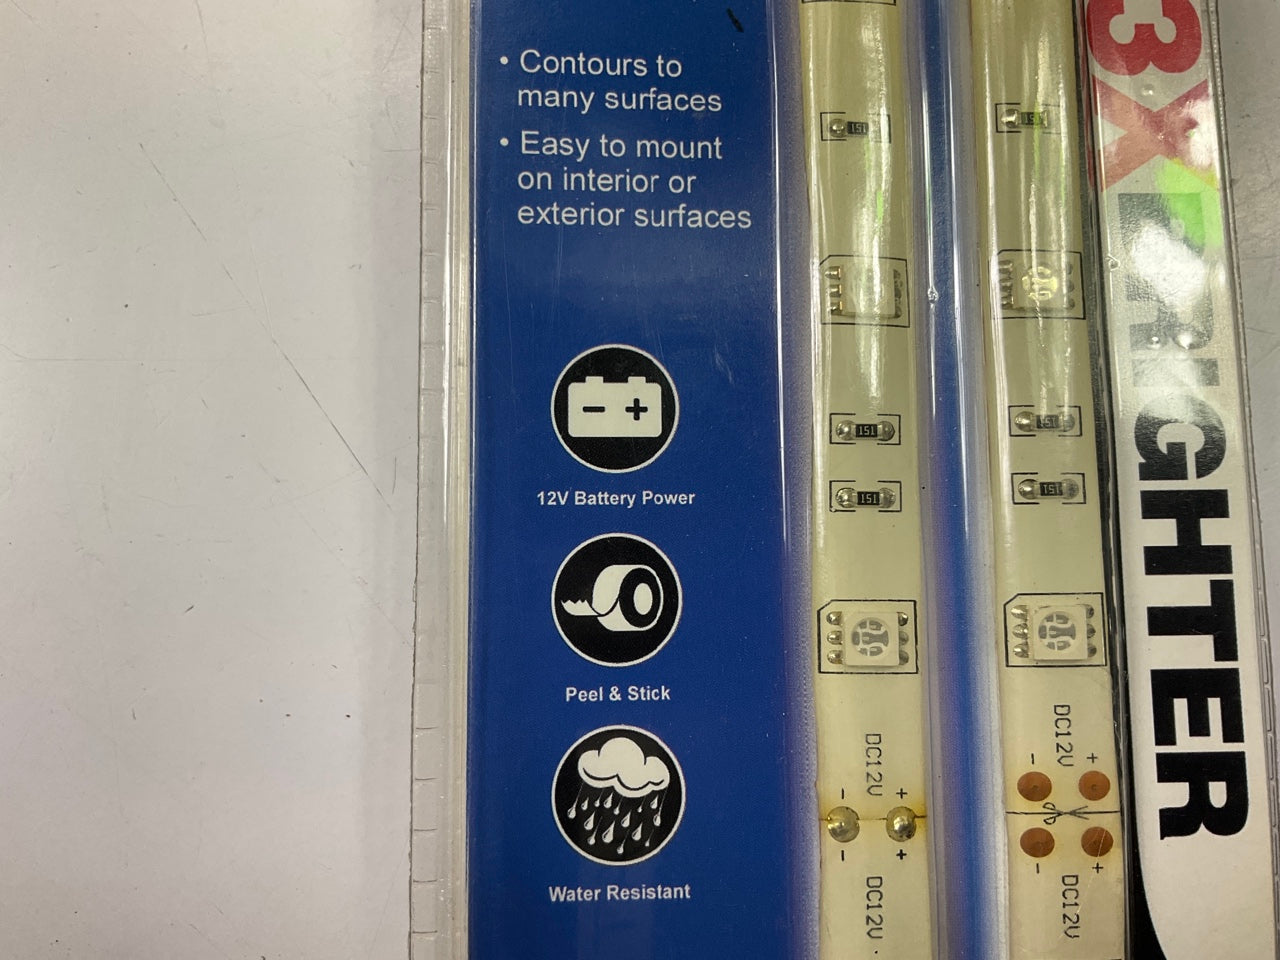 • Contours to
many surfaces
• Easy to mount
on interior or
exterior surfaces
12V Battery Power
Peel & Stick
Water Resistant
151
151
151
DC12V
- +
- +
DC12V
151
151
151
DC12V
- +
- +
DC12V
3X
BRIGHTER